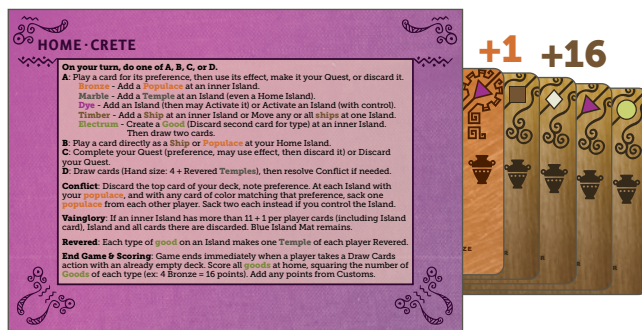 HOME·CRETE
+1 +16
On your turn, do one of A, B, C, or D.
A: Play a card for its preference, then use its effect, make it your Quest, or discard it.
Bronze - Add a Populace at an inner Island.
Marble - Add a Temple at an Island (even a Home Island).
Dye - Add an Island (then may Activate it) or Activate an Island (with control).
Timber - Add a Ship at an inner Island or Move any or all ships at one Island.
Electrum - Create a Good (Discard second card for type) at an inner Island.
Then draw two cards.
B: Play a card directly as a Ship or Populace at your Home Island.
C: Complete your Quest (preference, may use effect, then discard it) or Discard
your Quest.
D: Draw cards (Hand size: 4 + Revered Temples), then resolve Conflict if needed.
Conflict: Discard the top card of your deck, note preference. At each Island with
your populace, and with any card of color matching that preference, sack one
populace from each other player. Sack two each instead if you control the Island.
Vainglory: If an inner Island has more than 11 + 1 per player cards (including Island
card), Island and all cards there are discarded. Blue Island Mat remains.
Revered: Each type of good on an Island makes one Temple of each player Revered.
End Game & Scoring: Game ends immediately when a player takes a Draw Cards
action with an already empty deck. Score all goods at home, squaring the number of
Goods of each type (ex: 4 Bronze = 16 points). Add any points from Customs.